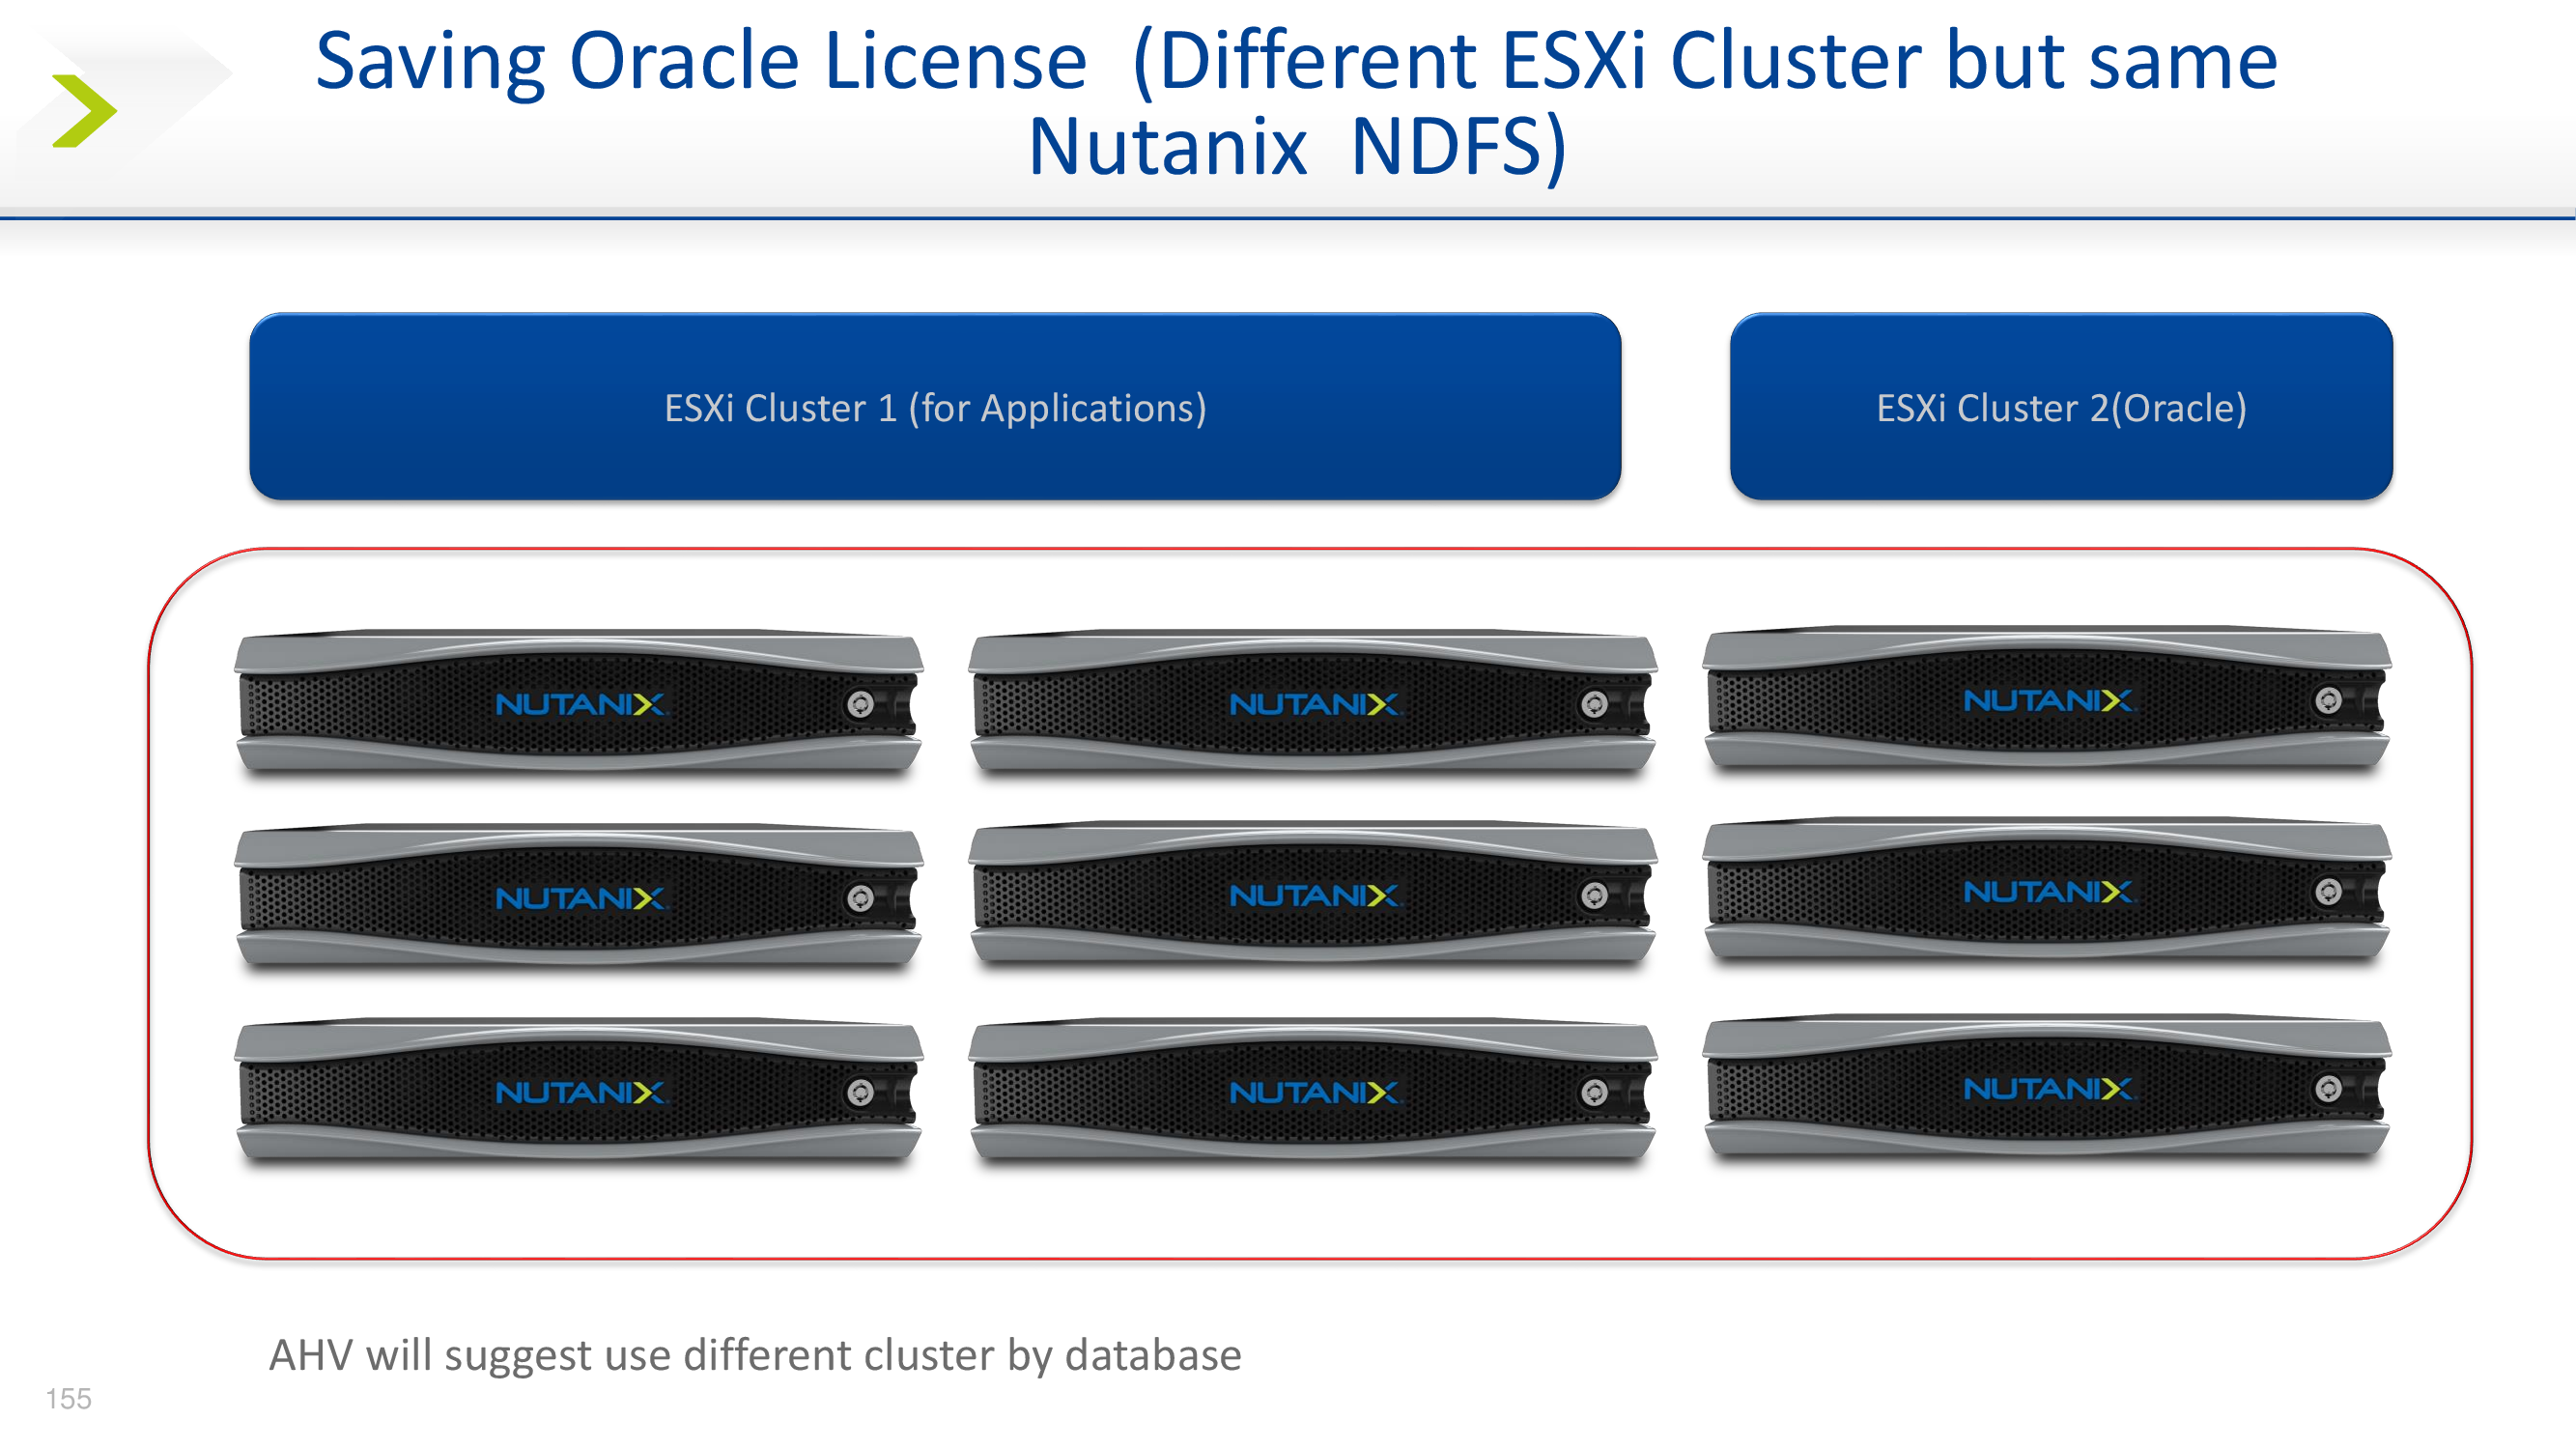 Saving Oracle License  (Different ESXi Cluster but same
Nutanix  NDFS)
ESXi Cluster 1 (for Applications)
ESXi Cluster 2(Oracle)
NUTANIX
NUTANIX
NUTANIX
NUTANIX
NUTANIX
NUTANIX
NUTANIX
NUTANIX
NUTANIX
AHV will suggest use different cluster by database
155